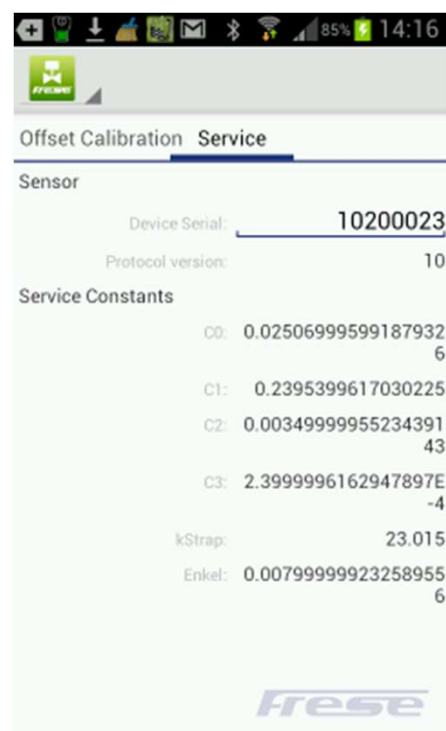 85% 14:16
FRESE
Offset Calibration Service
Sensor
Device Serial: 10200023
Protocol version: 10
Service Constants
C0: 0.02506999599187932
6
C1: 0.2395399617030225
C2: 0.00349999955234391
43
C3: 2.3999996162947897E
-4
kStrap: 23.015
Enkel: 0.00799999923258955
6
Frese